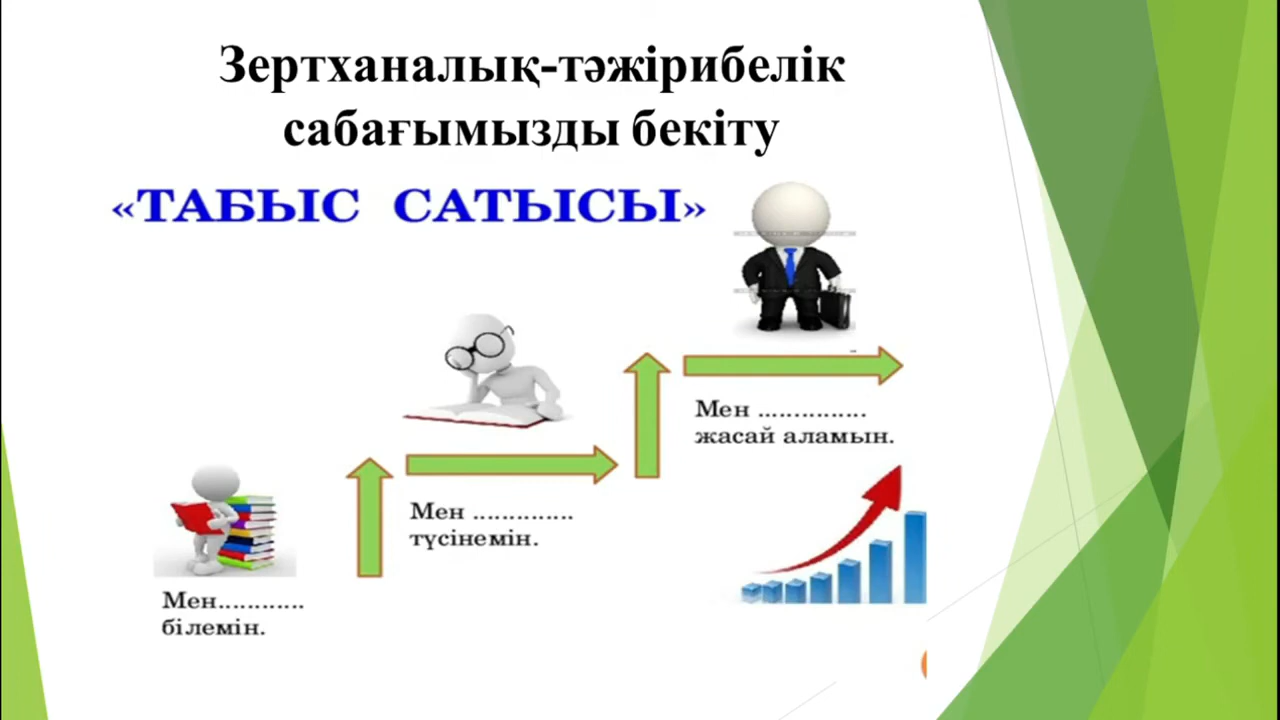 Зертханалық-тәжірибелік
сабағымызды бекіту
«ТАБЫС САТЫСЫ»
Мен ...............
жасай аламын.
Мен ..............
түсінемін.
Мен............
білемін.